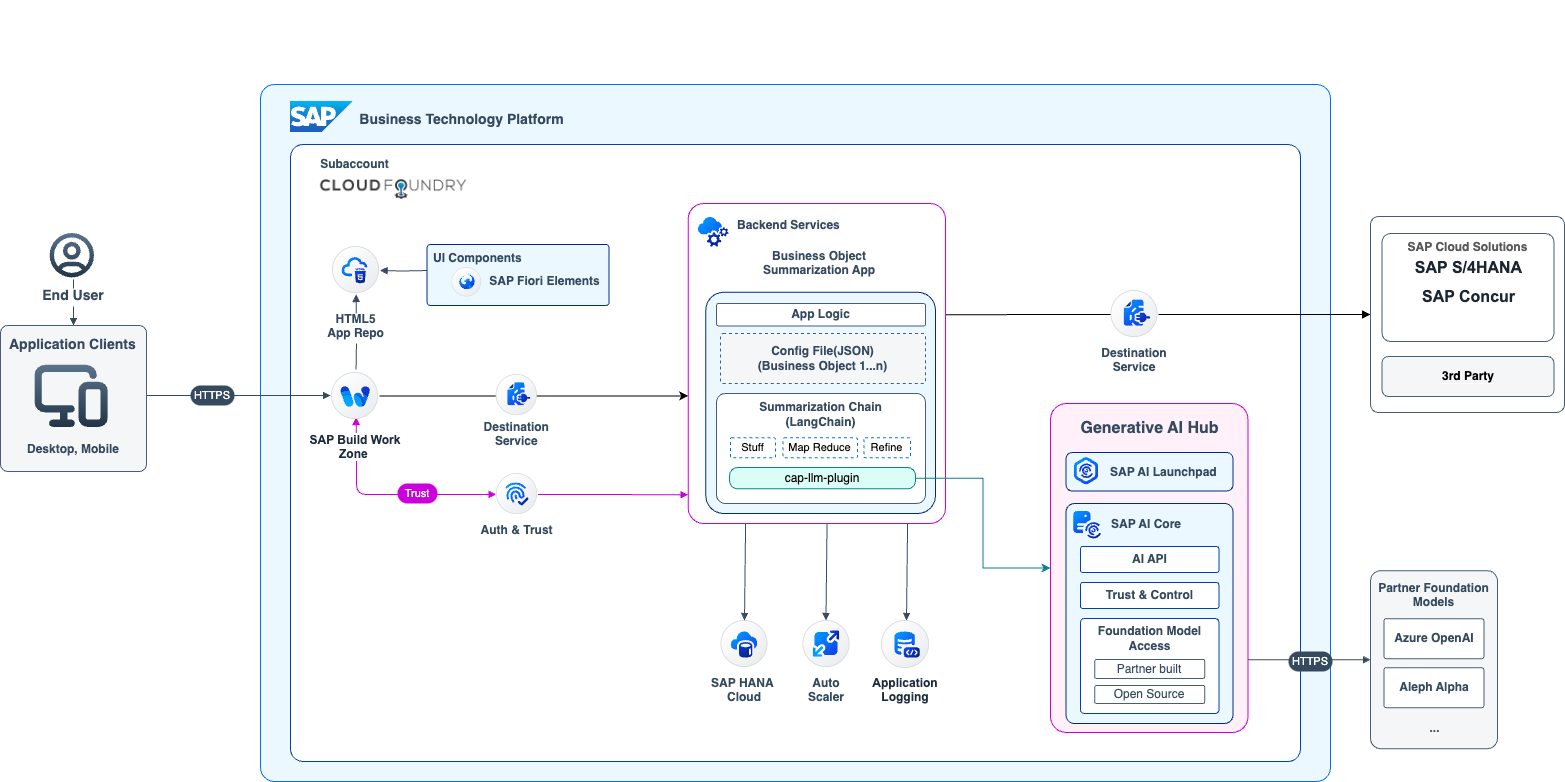 SAP
Business Technology Platform
Subaccount
CLOUD FOUNDRY
End User
Application Clients
Desktop, Mobile
HTTPS
HTML5
App Repo
UI Components
SAP Fiori Elements
SAP Build Work
Zone
Destination
Service
Trust
Auth & Trust
Backend Services
Business Object
Summarization App
App Logic
Config File(JSON)
(Business Object 1...n)
Summarization Chain
(LangChain)
Stuff
Map Reduce
Refine
cap-llm-plugin
SAP HANA
Cloud
Auto
Scaler
Application
Logging
Destination
Service
Generative AI Hub
SAP AI Launchpad
SAP AI Core
AI API
Trust & Control
Foundation Model
Access
Partner built
Open Source
HTTPS
SAP Cloud Solutions
SAP S/4HANA
SAP Concur
3rd Party
Partner Foundation
Models
Azure OpenAI
Aleph Alpha
...